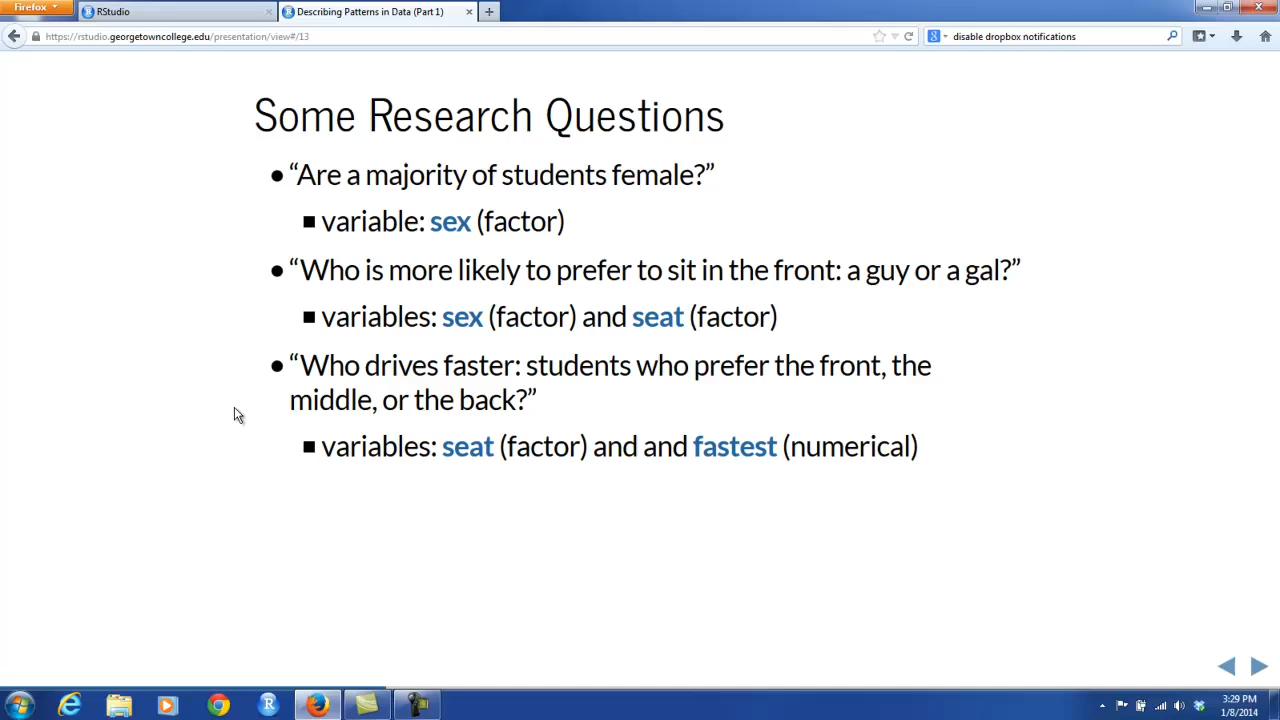 Firefox
RStudio
Describing Patterns in Data (Part 1)
https://rstudio.georgetowncollege.edu/presentation/view#/13
disable dropbox notifications
Some Research Questions
“Are a majority of students female?”
variable: sex (factor)
“Who is more likely to prefer to sit in the front: a guy or a gal?”
variables: sex (factor) and seat (factor)
“Who drives faster: students who prefer the front, the
middle, or the back?”
variables: seat (factor) and and fastest (numerical)
3:29 PM
1/8/2014